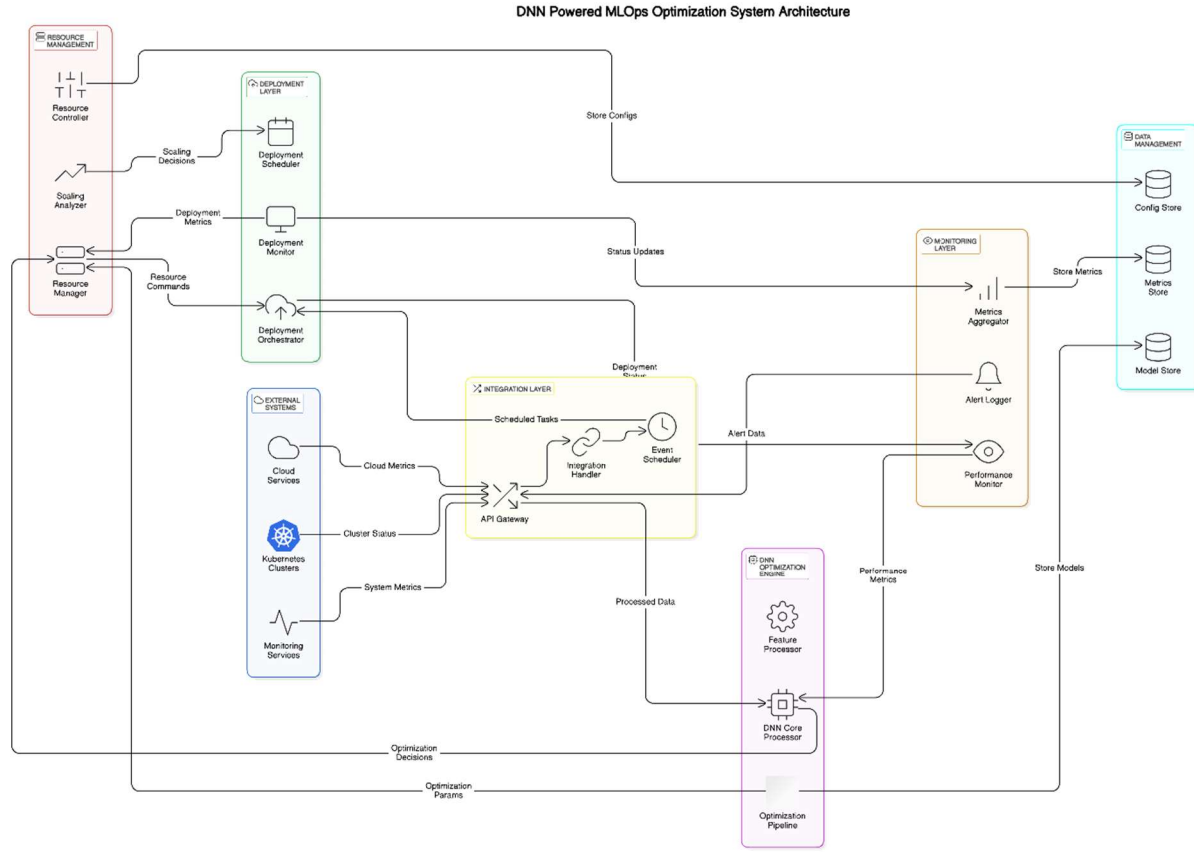 DNN Powered MLOps Optimization System Architecture
RESOURCE
MANAGEMENT
Resource
Controller
Scaling
Analyzer
Resource
Manager
Scaling
Decisions
Deployment
Metrics
Resource
Commands
DEPLOYMENT
LAYER
Deployment
Scheduler
Deployment
Monitor
Deployment
Orchestrator
EXTERNAL
SYSTEMS
Cloud
Services
Kubernetes
Clusters
Monitoring
Services
Cloud Metrics
Cluster Status
System Metrics
Store Configs
Status Updates
Deployment
Status
INTEGRATION LAYER
Scheduled Tasks
Event
Scheduler
Integration
Handler
API Gateway
Processed Data
Alert Data
MONITORING
LAYER
Metrics
Aggregator
Alert Logger
Performance
Monitor
Store Metrics
DATA
MANAGEMENT
Config Store
Metrics
Store
Model Store
Store Models
Performance
Metrics
DNN
OPTIMIZATION
ENGINE
Feature
Processor
DNN Core
Processor
Optimization
Pipeline
Optimization
Decisions
Optimization
Params